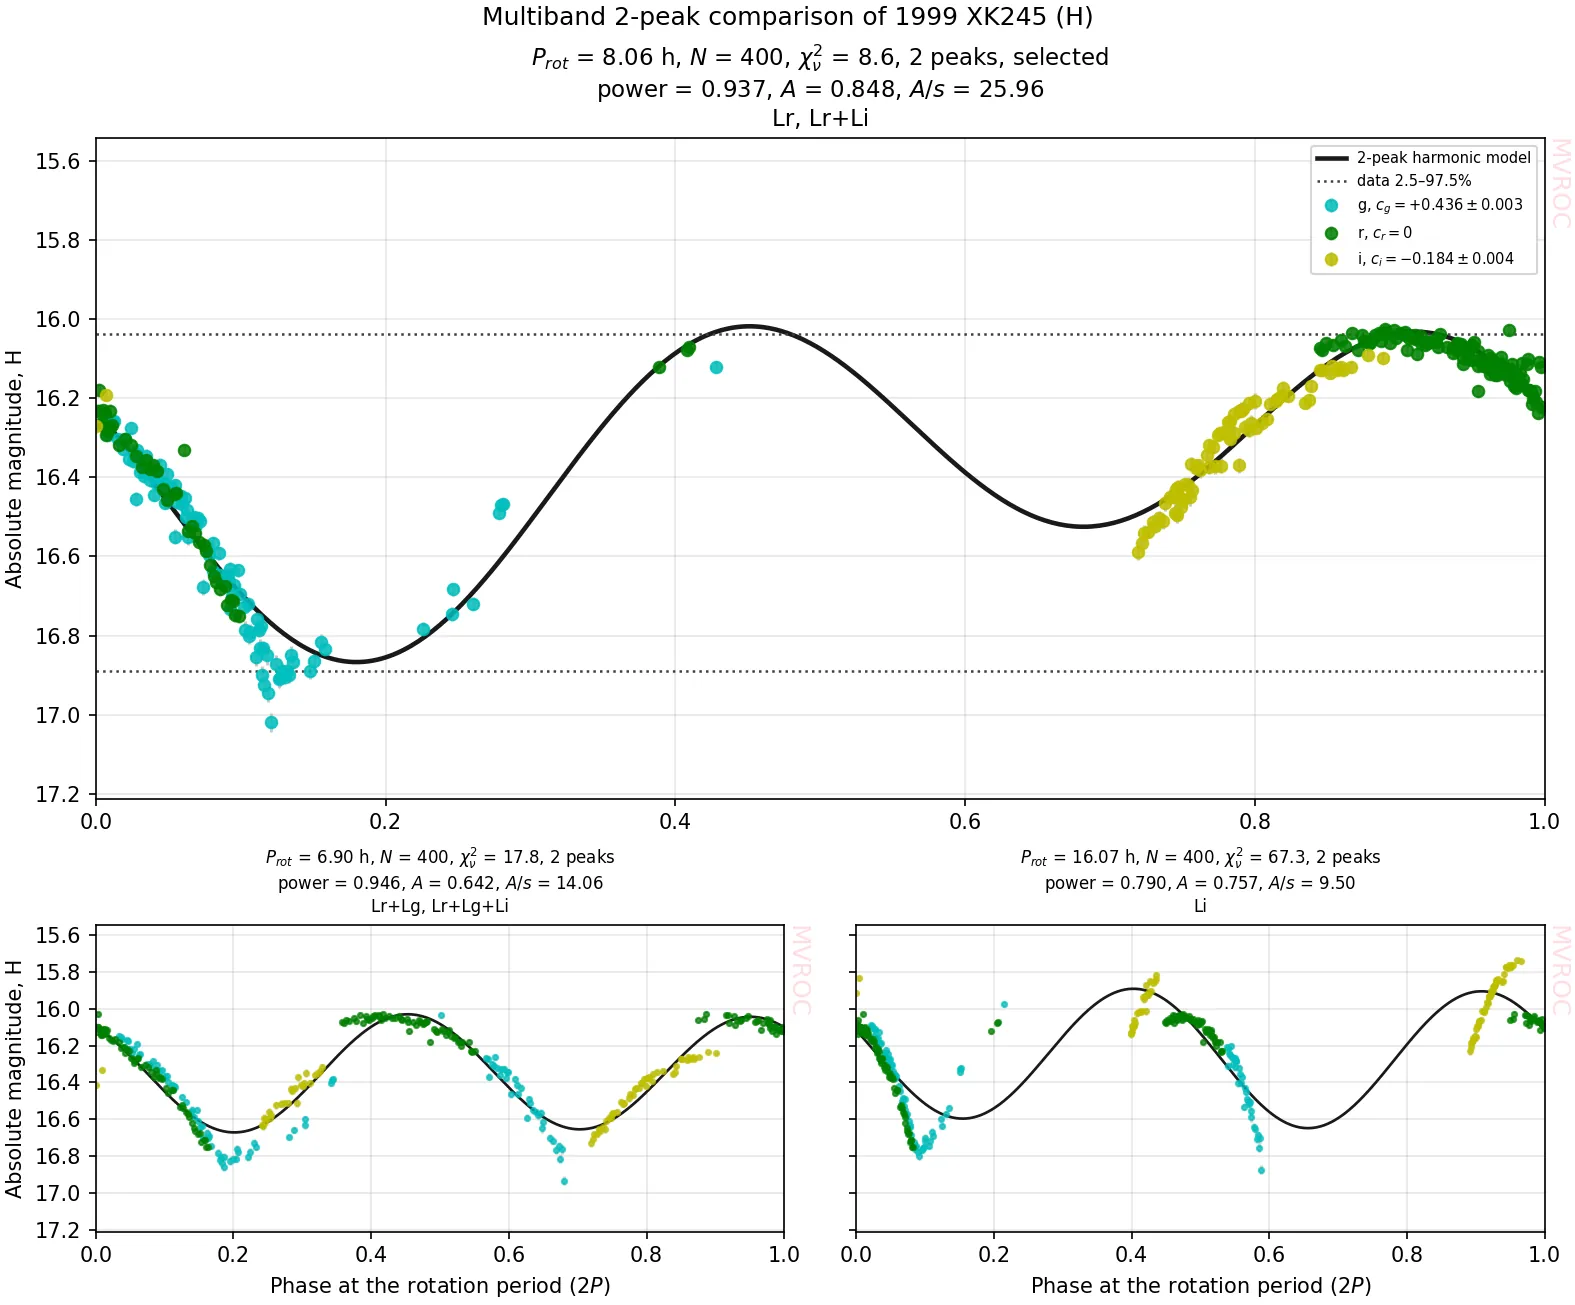 Multiband 2-peak comparison of 1999 XK245 (H)
P_rot = 8.06 h, N = 400, χ²_ν = 8.6, 2 peaks, selected
power = 0.937, A = 0.848, A/s = 25.96
Lr, Lr+Li
2-peak harmonic model
data 2.5–97.5%
g, c_g = +0.436 ± 0.003
r, c_r = 0
i, c_i = −0.184 ± 0.004
MVROC
Absolute magnitude, H
15.6
15.8
16.0
16.2
16.4
16.6
16.8
17.0
17.2
0.0 0.2 0.4 0.6 0.8 1.0
P_rot = 6.90 h, N = 400, χ²_ν = 17.8, 2 peaks
power = 0.946, A = 0.642, A/s = 14.06
Lr+Lg, Lr+Lg+Li
MVROC
Absolute magnitude, H
15.6
15.8
16.0
16.2
16.4
16.6
16.8
17.0
17.2
0.0 0.2 0.4 0.6 0.8 1.0
Phase at the rotation period (2P)
P_rot = 16.07 h, N = 400, χ²_ν = 67.3, 2 peaks
power = 0.790, A = 0.757, A/s = 9.50
Li
MVROC
0.0 0.2 0.4 0.6 0.8 1.0
Phase at the rotation period (2P)